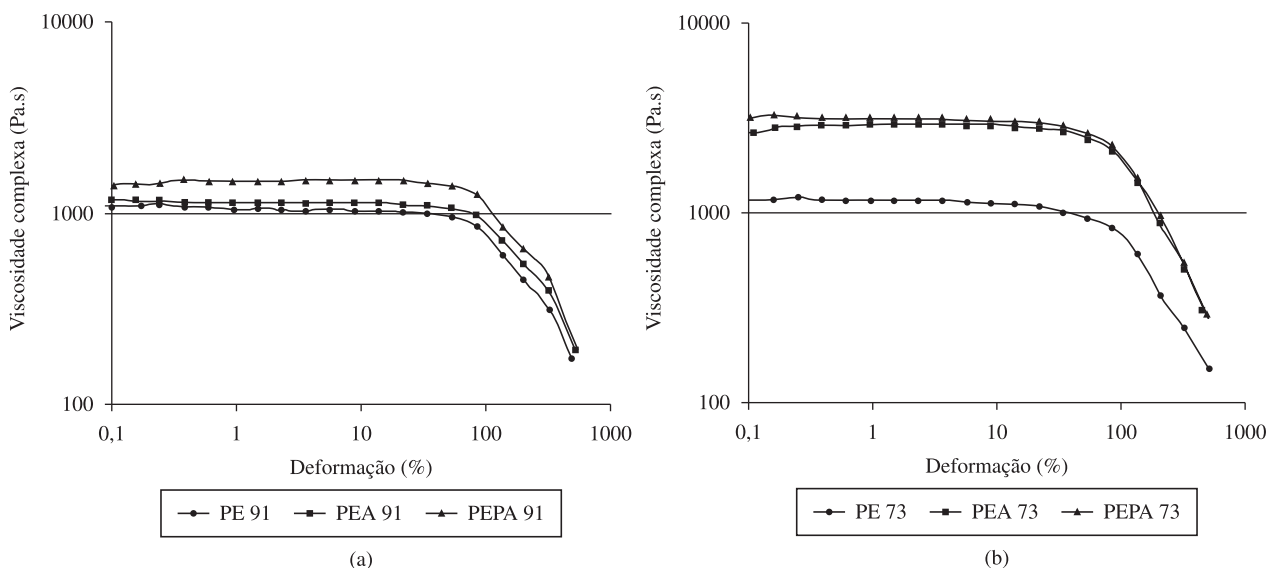 Viscosidade complexa (Pa.s)
10000
1000
100
0,1
1
10
100
1000
Deformação (%)
PE 91
PEA 91
PEPA 91
(a)
Viscosidade complexa (Pa.s)
10000
1000
100
0,1
1
10
100
1000
Deformação (%)
PE 73
PEA 73
PEPA 73
(b)